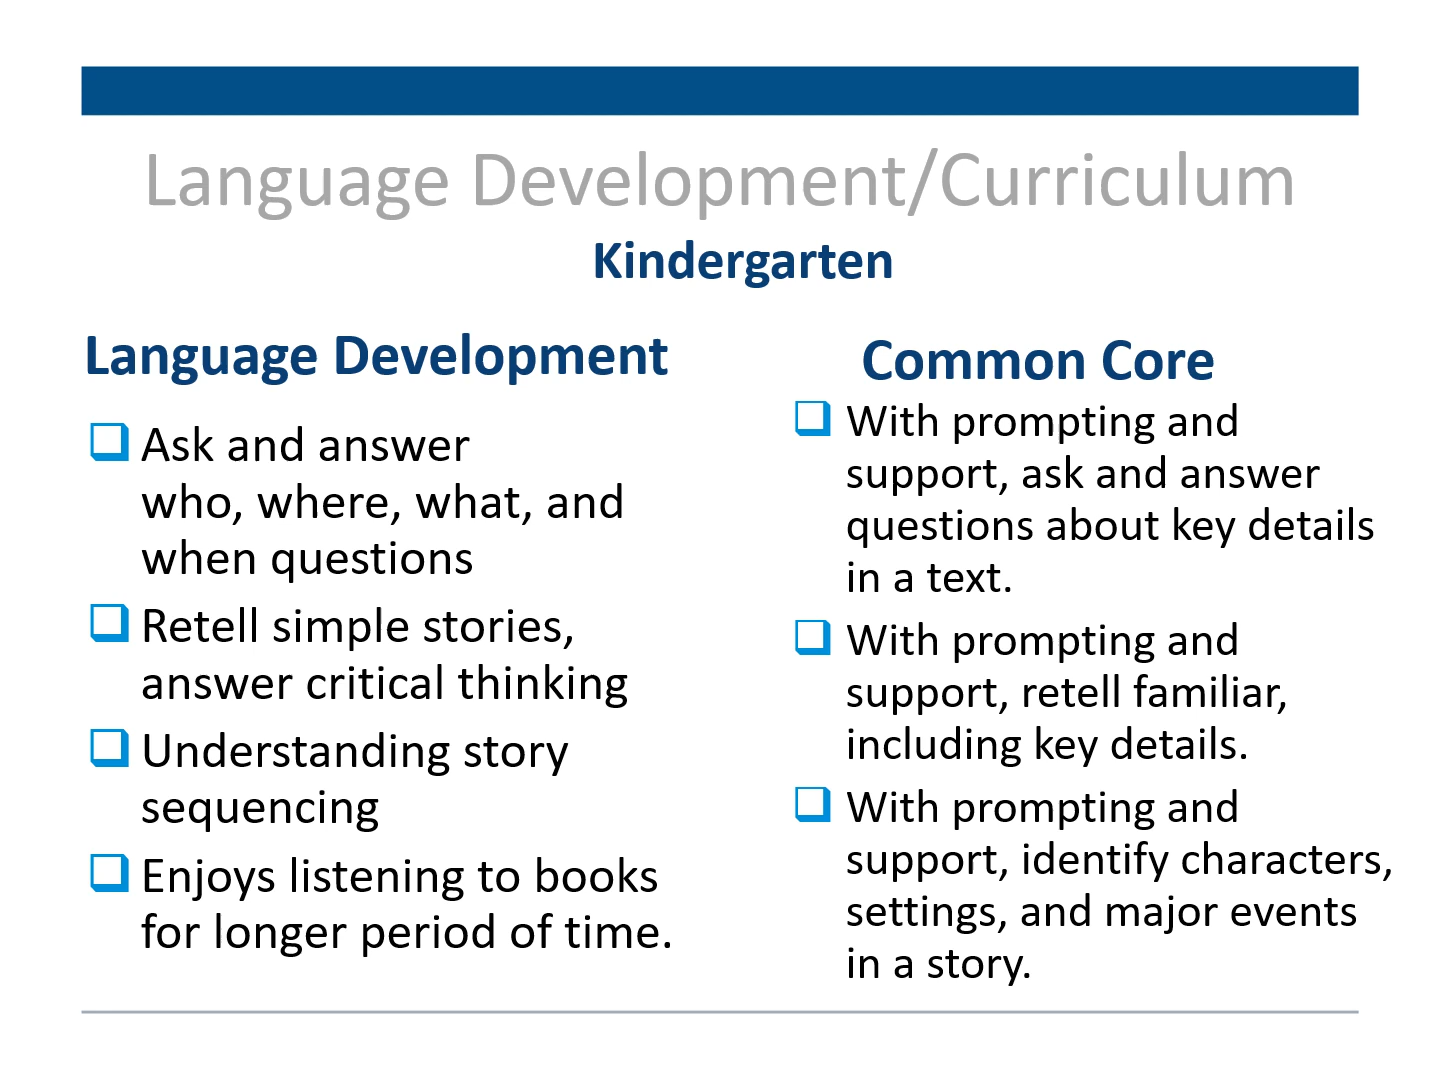 Language Development/Curriculum
Kindergarten
Language Development
Ask and answer
who, where, what, and
when questions
Retell simple stories,
answer critical thinking
Understanding story
sequencing
Enjoys listening to books
for longer period of time.
Common Core
With prompting and
support, ask and answer
questions about key details
in a text.
With prompting and
support, retell familiar,
including key details.
With prompting and
support, identify characters,
settings, and major events
in a story.